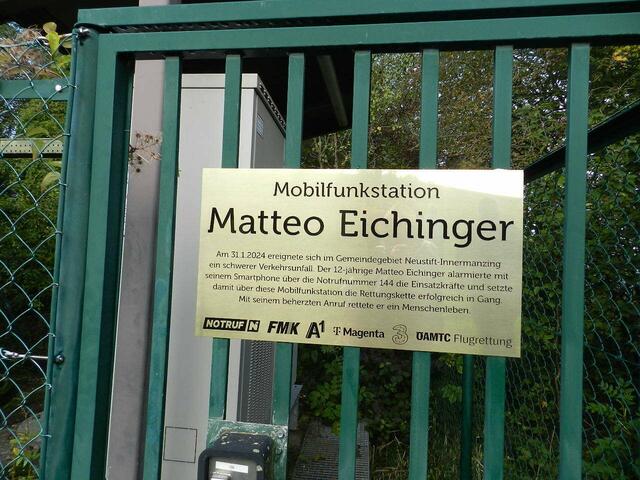 Mobilfunkstation
Matteo Eichinger
Am 31.1.2024 ereignete sich im Gemeindegebiet Neustift-Innermanzing
ein schwerer Verkehrsunfall. Der 12-jährige Matteo Eichinger alarmierte mit
seinem Smartphone über die Notrufnummer 144 die Einsatzkräfte und setzte
damit über diese Mobilfunkstation die Rettungskette erfolgreich in Gang.
Mit seinem beherzten Anruf rettete er ein Menschenleben.
NOTRUF N FMK A1 T Magenta 3 ÖAMTC Flugrettung